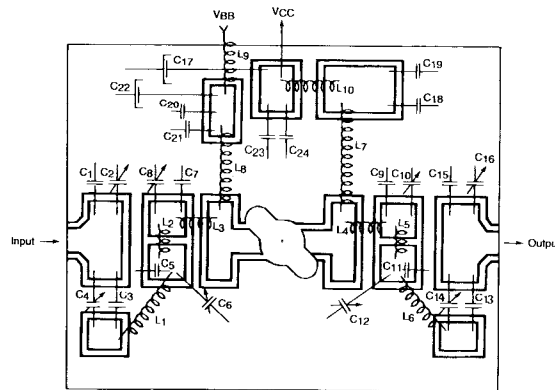 VBB VCC
L9
C17 C19
C22 L10
C20 C18
C21
C23 C24 L7
L8
C1 C2 C8 C7 C9 C10 C15 C16
L2 L3 L4 L5
Input Output
C5 C11
C4 C3 C6 C12 C14 C13
L1 L6